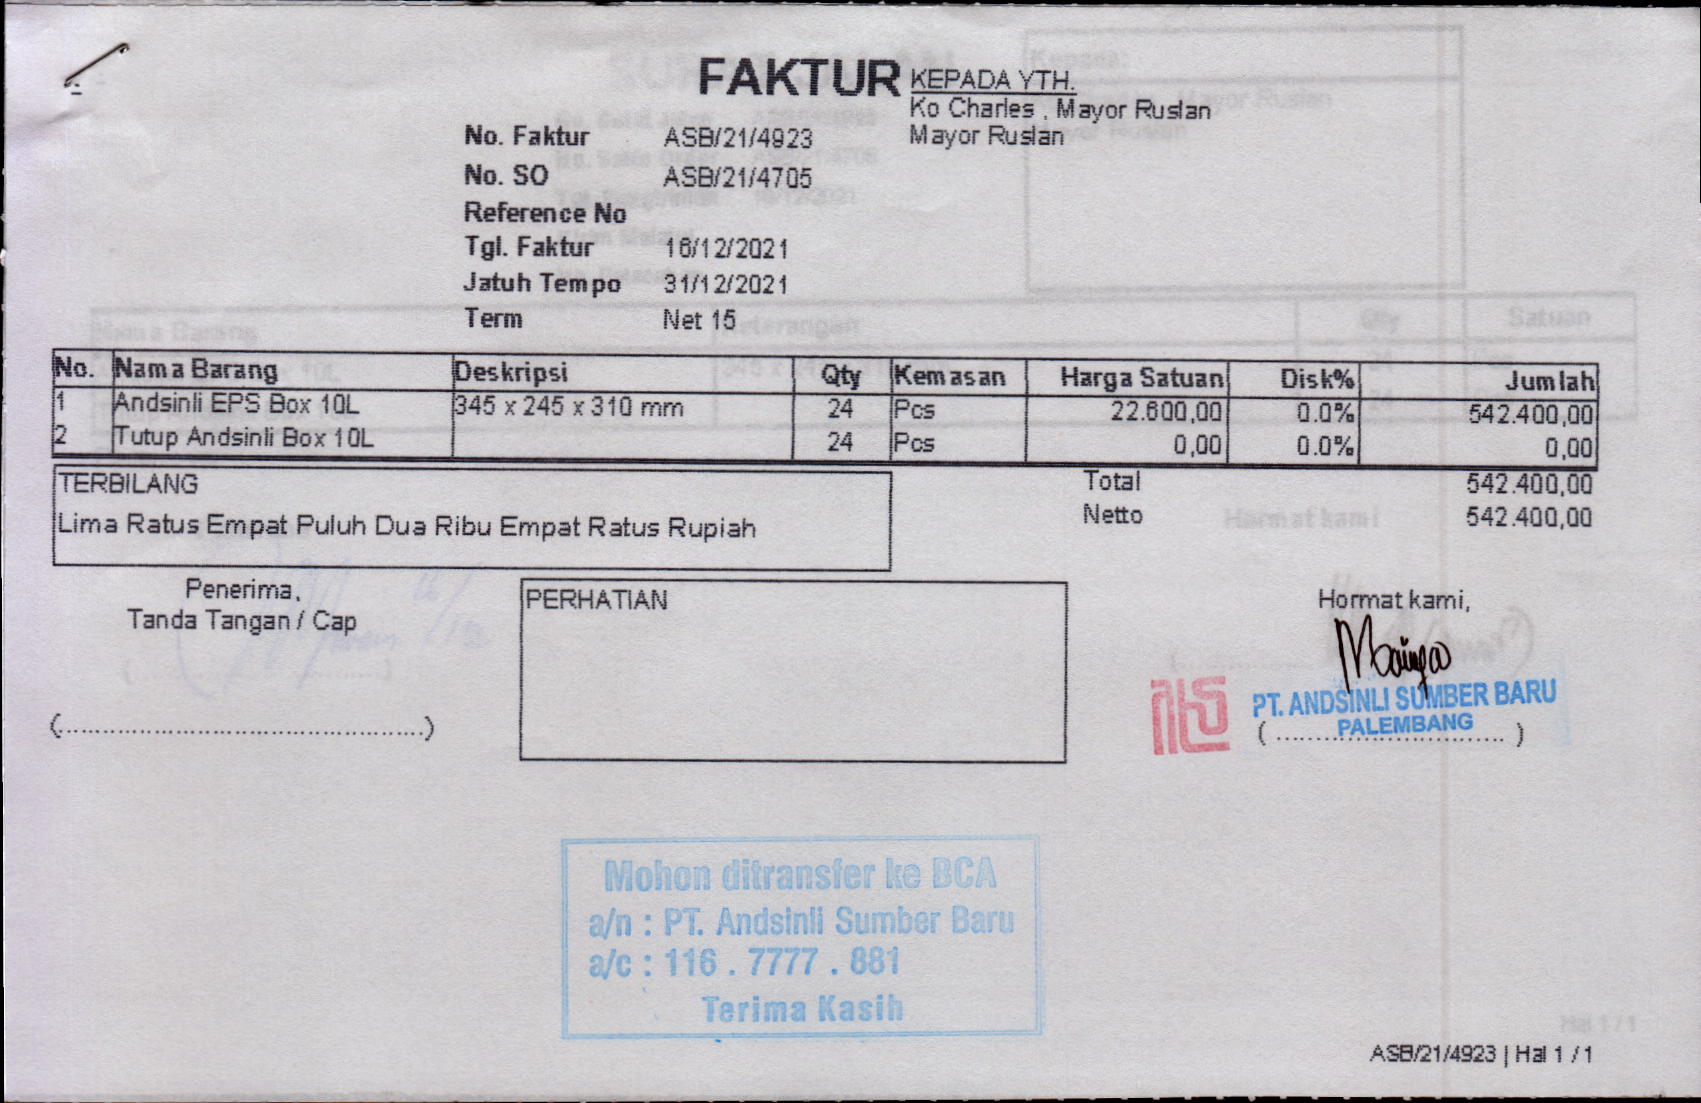 FAKTUR
KEPADA YTH.
Ko Charles , Mayor Ruslan
Mayor Ruslan
No. Faktur ASB/21/4923
No. SO ASB/21/4705
Reference No
Tgl. Faktur 16/12/2021
Jatuh Tempo 31/12/2021
Term Net 15
No. Nama Barang Deskripsi Qty Kemasan Harga Satuan Disk% Jumlah
1 Andsinli EPS Box 10L 345 x 245 x 310 mm 24 Pcs 22.600,00 0.0% 542.400,00
2 Tutup Andsinli Box 10L 24 Pcs 0,00 0.0% 0,00
TERBILANG
Lima Ratus Empat Puluh Dua Ribu Empat Ratus Rupiah
Total 542.400,00
Netto 542.400,00
Penerima,
Tanda Tangan / Cap
(...............................................)
PERHATIAN
Hormat kami,
PT. ANDSINLI SUMBER BARU
PALEMBANG
( ............................. )
Mohon ditransfer ke BCA
a/n : PT. Andsinli Sumber Baru
a/c : 116 . 7777 . 881
Terima Kasih
ASB/21/4923 | Hal 1 / 1